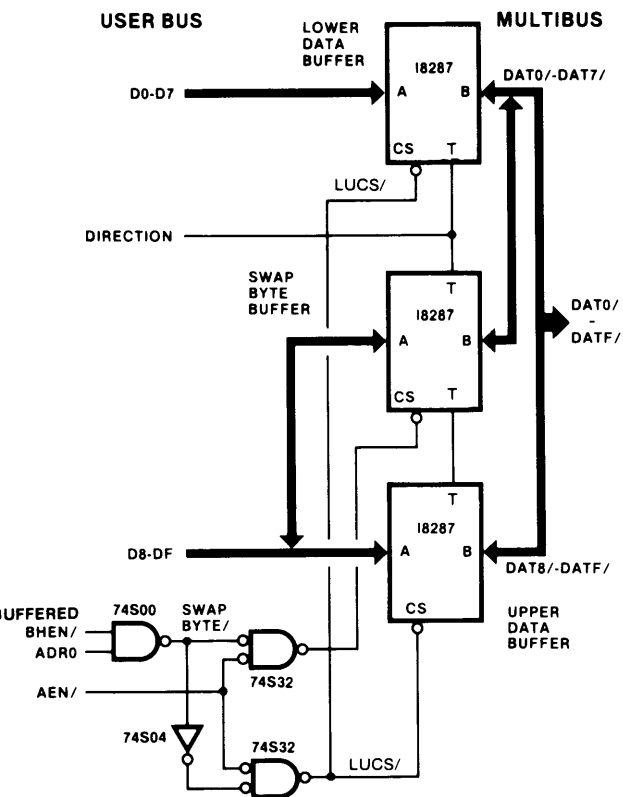 USER BUS
MULTIBUS
LOWER
DATA
BUFFER
I8287
DAT0/-DAT7/
D0-D7
A
B
CS
T
LUCS/
DIRECTION
SWAP
BYTE
BUFFER
T
I8287
A
B
DAT0/
-
DATF/
CS
T
T
I8287
D8-DF
A
B
DAT8/-DATF/
CS
UPPER
DATA
BUFFER
BUFFERED
BHEN/
ADR0
74S00
SWAP
BYTE/
74S32
AEN/
74S04
74S32
LUCS/